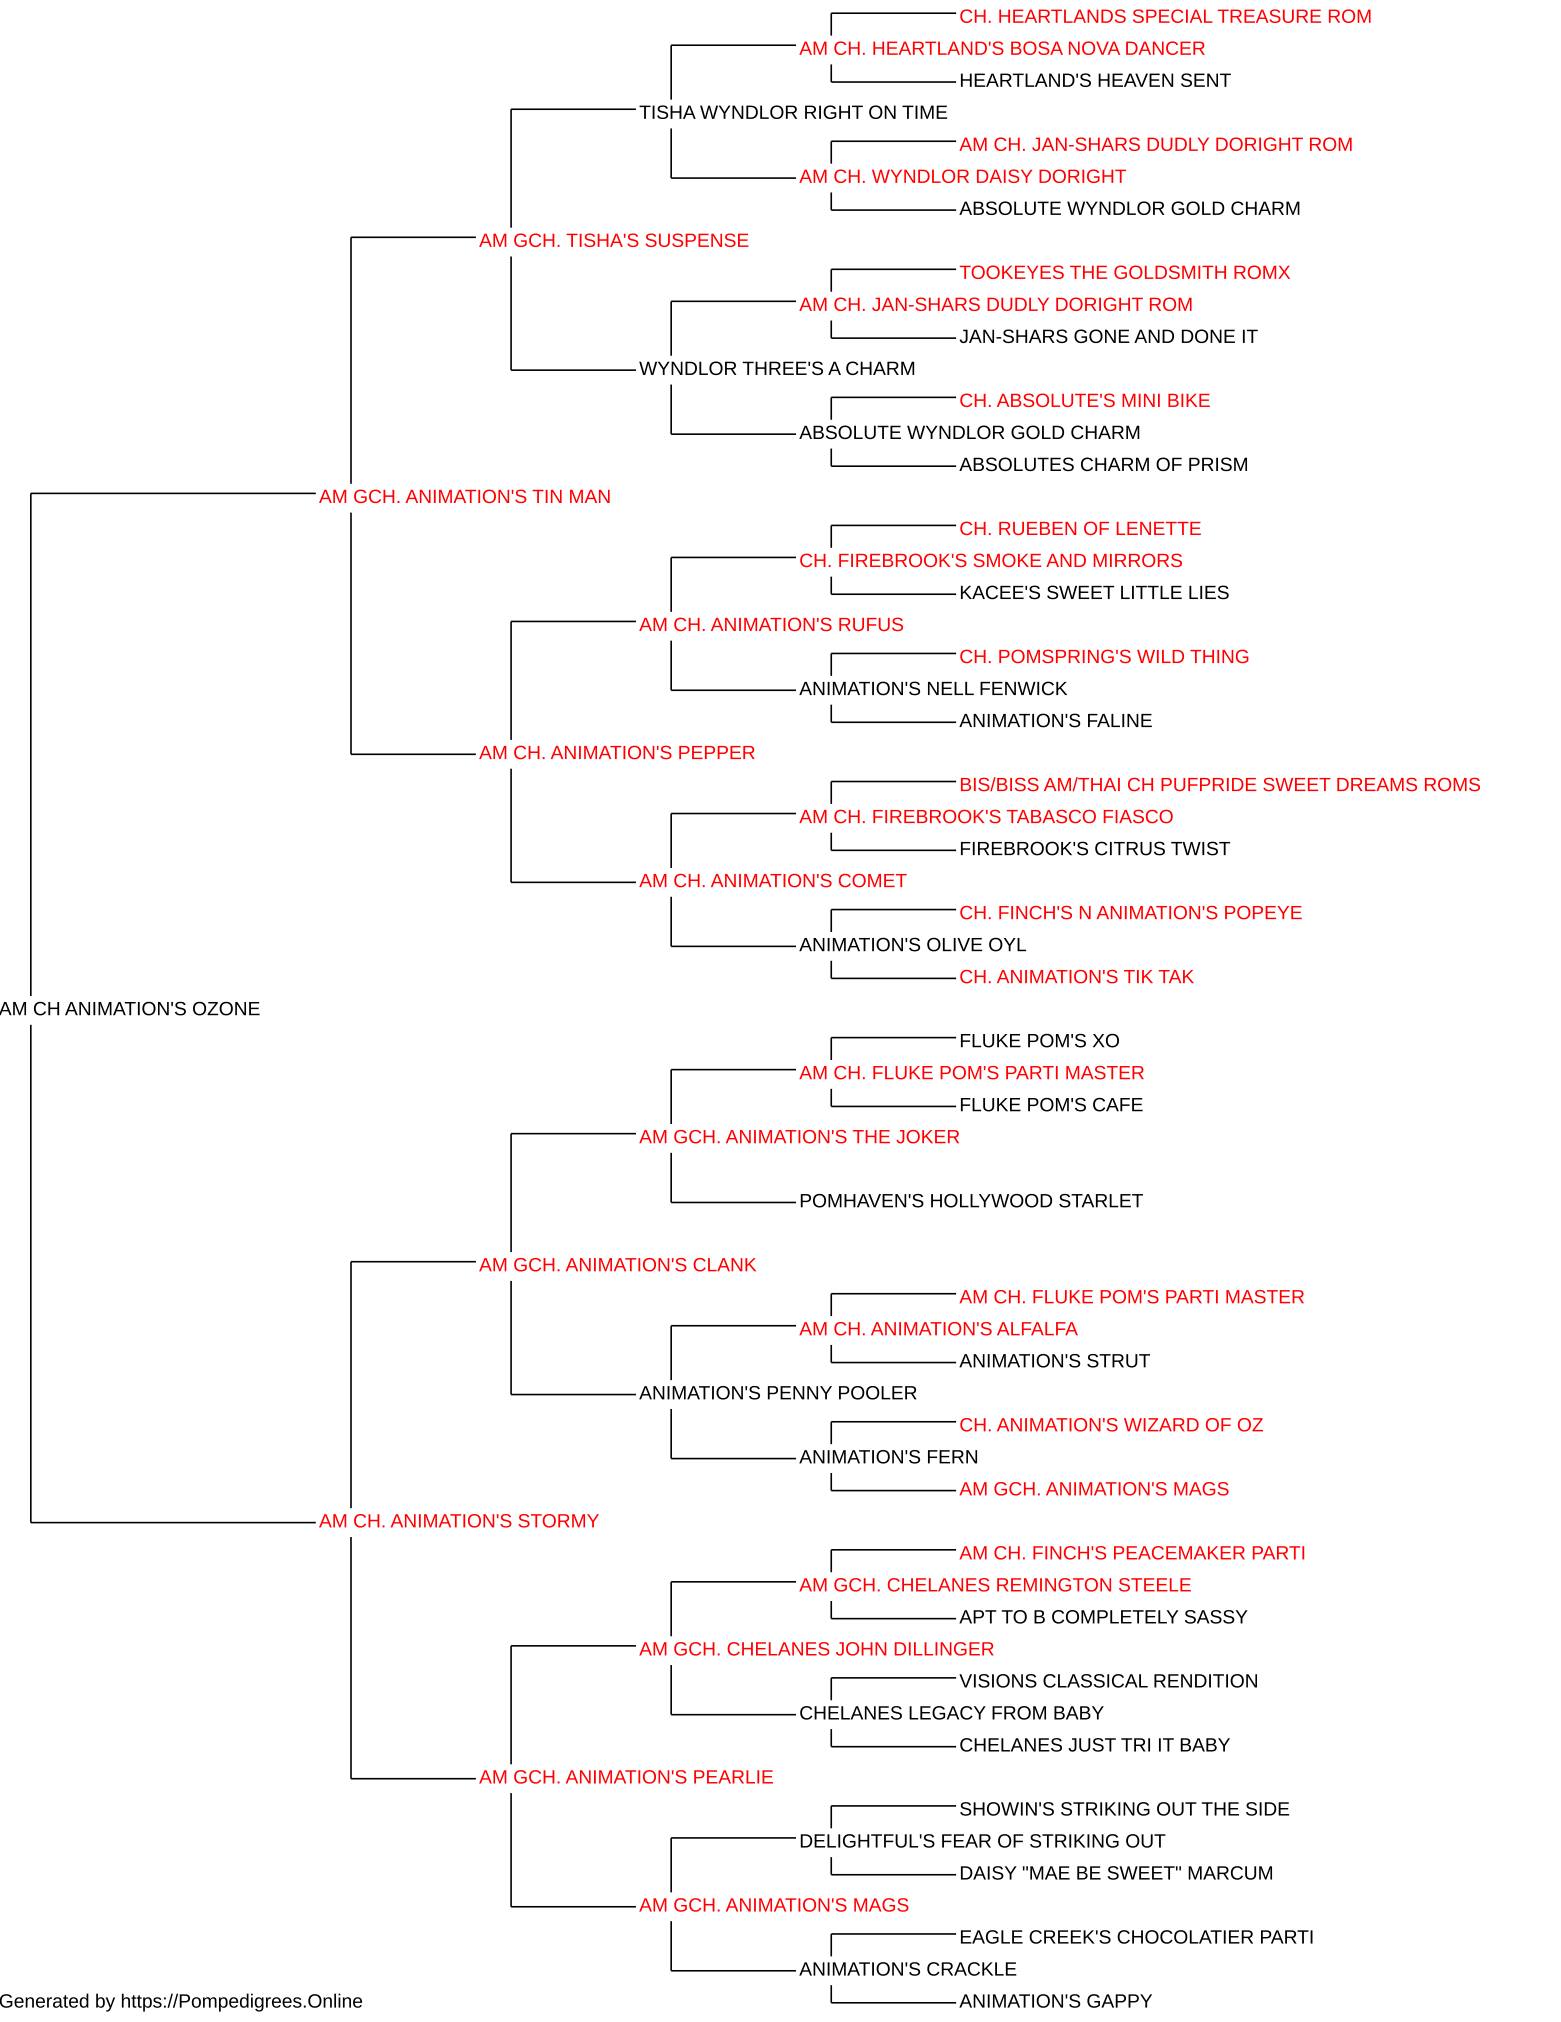 CH. HEARTLANDS SPECIAL TREASURE ROM
AM CH. HEARTLAND'S BOSA NOVA DANCER
HEARTLAND'S HEAVEN SENT
TISHA WYNDLOR RIGHT ON TIME
AM CH. JAN-SHARS DUDLY DORIGHT ROM
AM CH. WYNDLOR DAISY DORIGHT
ABSOLUTE WYNDLOR GOLD CHARM
AM GCH. TISHA'S SUSPENSE
TOOKEYES THE GOLDSMITH ROMX
AM CH. JAN-SHARS DUDLY DORIGHT ROM
JAN-SHARS GONE AND DONE IT
WYNDLOR THREE'S A CHARM
CH. ABSOLUTE'S MINI BIKE
ABSOLUTE WYNDLOR GOLD CHARM
ABSOLUTES CHARM OF PRISM
AM GCH. ANIMATION'S TIN MAN
CH. RUEBEN OF LENETTE
CH. FIREBROOK'S SMOKE AND MIRRORS
KACEE'S SWEET LITTLE LIES
AM CH. ANIMATION'S RUFUS
CH. POMSPRING'S WILD THING
ANIMATION'S NELL FENWICK
ANIMATION'S FALINE
AM CH. ANIMATION'S PEPPER
BIS/BISS AM/THAI CH PUFPRIDE SWEET DREAMS ROMS
AM CH. FIREBROOK'S TABASCO FIASCO
FIREBROOK'S CITRUS TWIST
AM CH. ANIMATION'S COMET
CH. FINCH'S N ANIMATION'S POPEYE
ANIMATION'S OLIVE OYL
CH. ANIMATION'S TIK TAK
AM CH ANIMATION'S OZONE
FLUKE POM'S XO
AM CH. FLUKE POM'S PARTI MASTER
FLUKE POM'S CAFE
AM GCH. ANIMATION'S THE JOKER
POMHAVEN'S HOLLYWOOD STARLET
AM GCH. ANIMATION'S CLANK
AM CH. FLUKE POM'S PARTI MASTER
AM CH. ANIMATION'S ALFALFA
ANIMATION'S STRUT
ANIMATION'S PENNY POOLER
CH. ANIMATION'S WIZARD OF OZ
ANIMATION'S FERN
AM GCH. ANIMATION'S MAGS
AM CH. ANIMATION'S STORMY
AM CH. FINCH'S PEACEMAKER PARTI
AM GCH. CHELANES REMINGTON STEELE
APT TO B COMPLETELY SASSY
AM GCH. CHELANES JOHN DILLINGER
VISIONS CLASSICAL RENDITION
CHELANES LEGACY FROM BABY
CHELANES JUST TRI IT BABY
AM GCH. ANIMATION'S PEARLIE
SHOWIN'S STRIKING OUT THE SIDE
DELIGHTFUL'S FEAR OF STRIKING OUT
DAISY "MAE BE SWEET" MARCUM
AM GCH. ANIMATION'S MAGS
EAGLE CREEK'S CHOCOLATIER PARTI
ANIMATION'S CRACKLE
ANIMATION'S GAPPY
Generated by https://Pompedigrees.Online